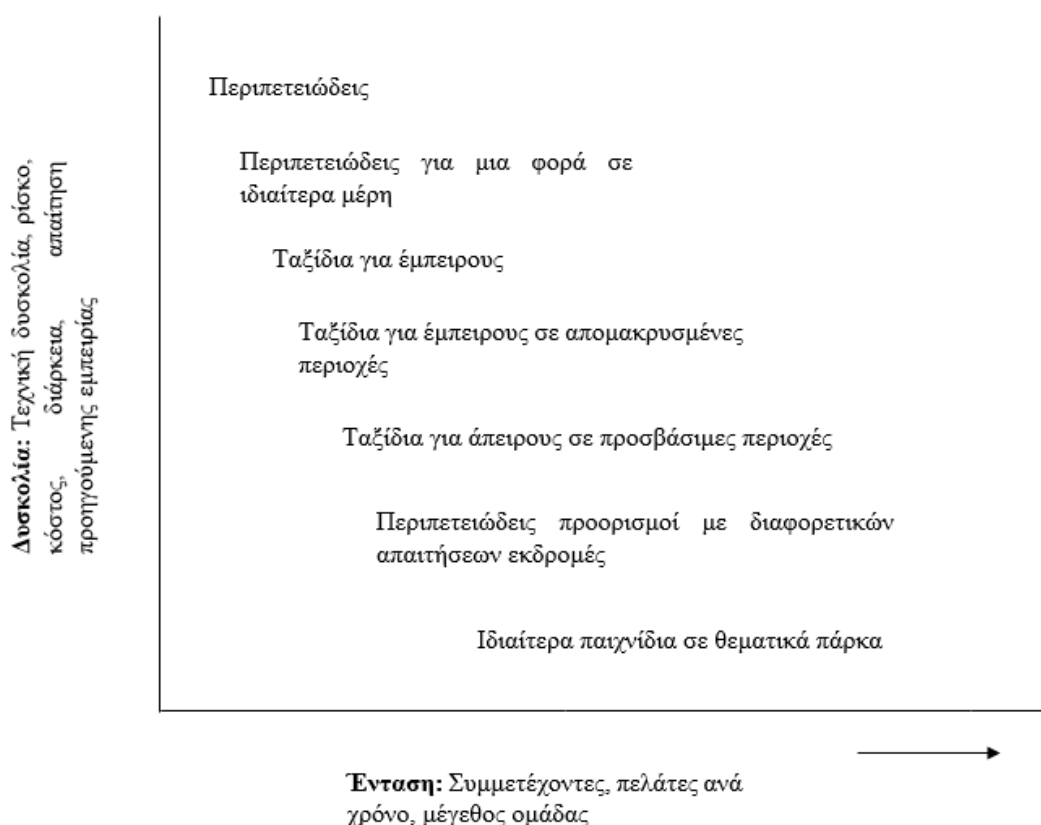 Περιπετειώδεις
Περιπετειώδεις για μια φορά σε
ιδιαίτερα μέρη
Ταξίδια για έμπειρους
Ταξίδια για έμπειρους σε απομακρυσμένες
περιοχές
Ταξίδια για άπειρους σε προσβάσιμες περιοχές
Περιπετειώδεις προορισμοί με διαφορετικών
απαιτήσεων εκδρομές
Ιδιαίτερα παιχνίδια σε θεματικά πάρκα
Δυσκολία: Τεχνική δυσκολία, ρίσκο,
κόστος, διάρκεια, απαίτηση
προηγούμενης εμπειρίας
Ένταση: Συμμετέχοντες, πελάτες ανά
χρόνο, μέγεθος ομάδας